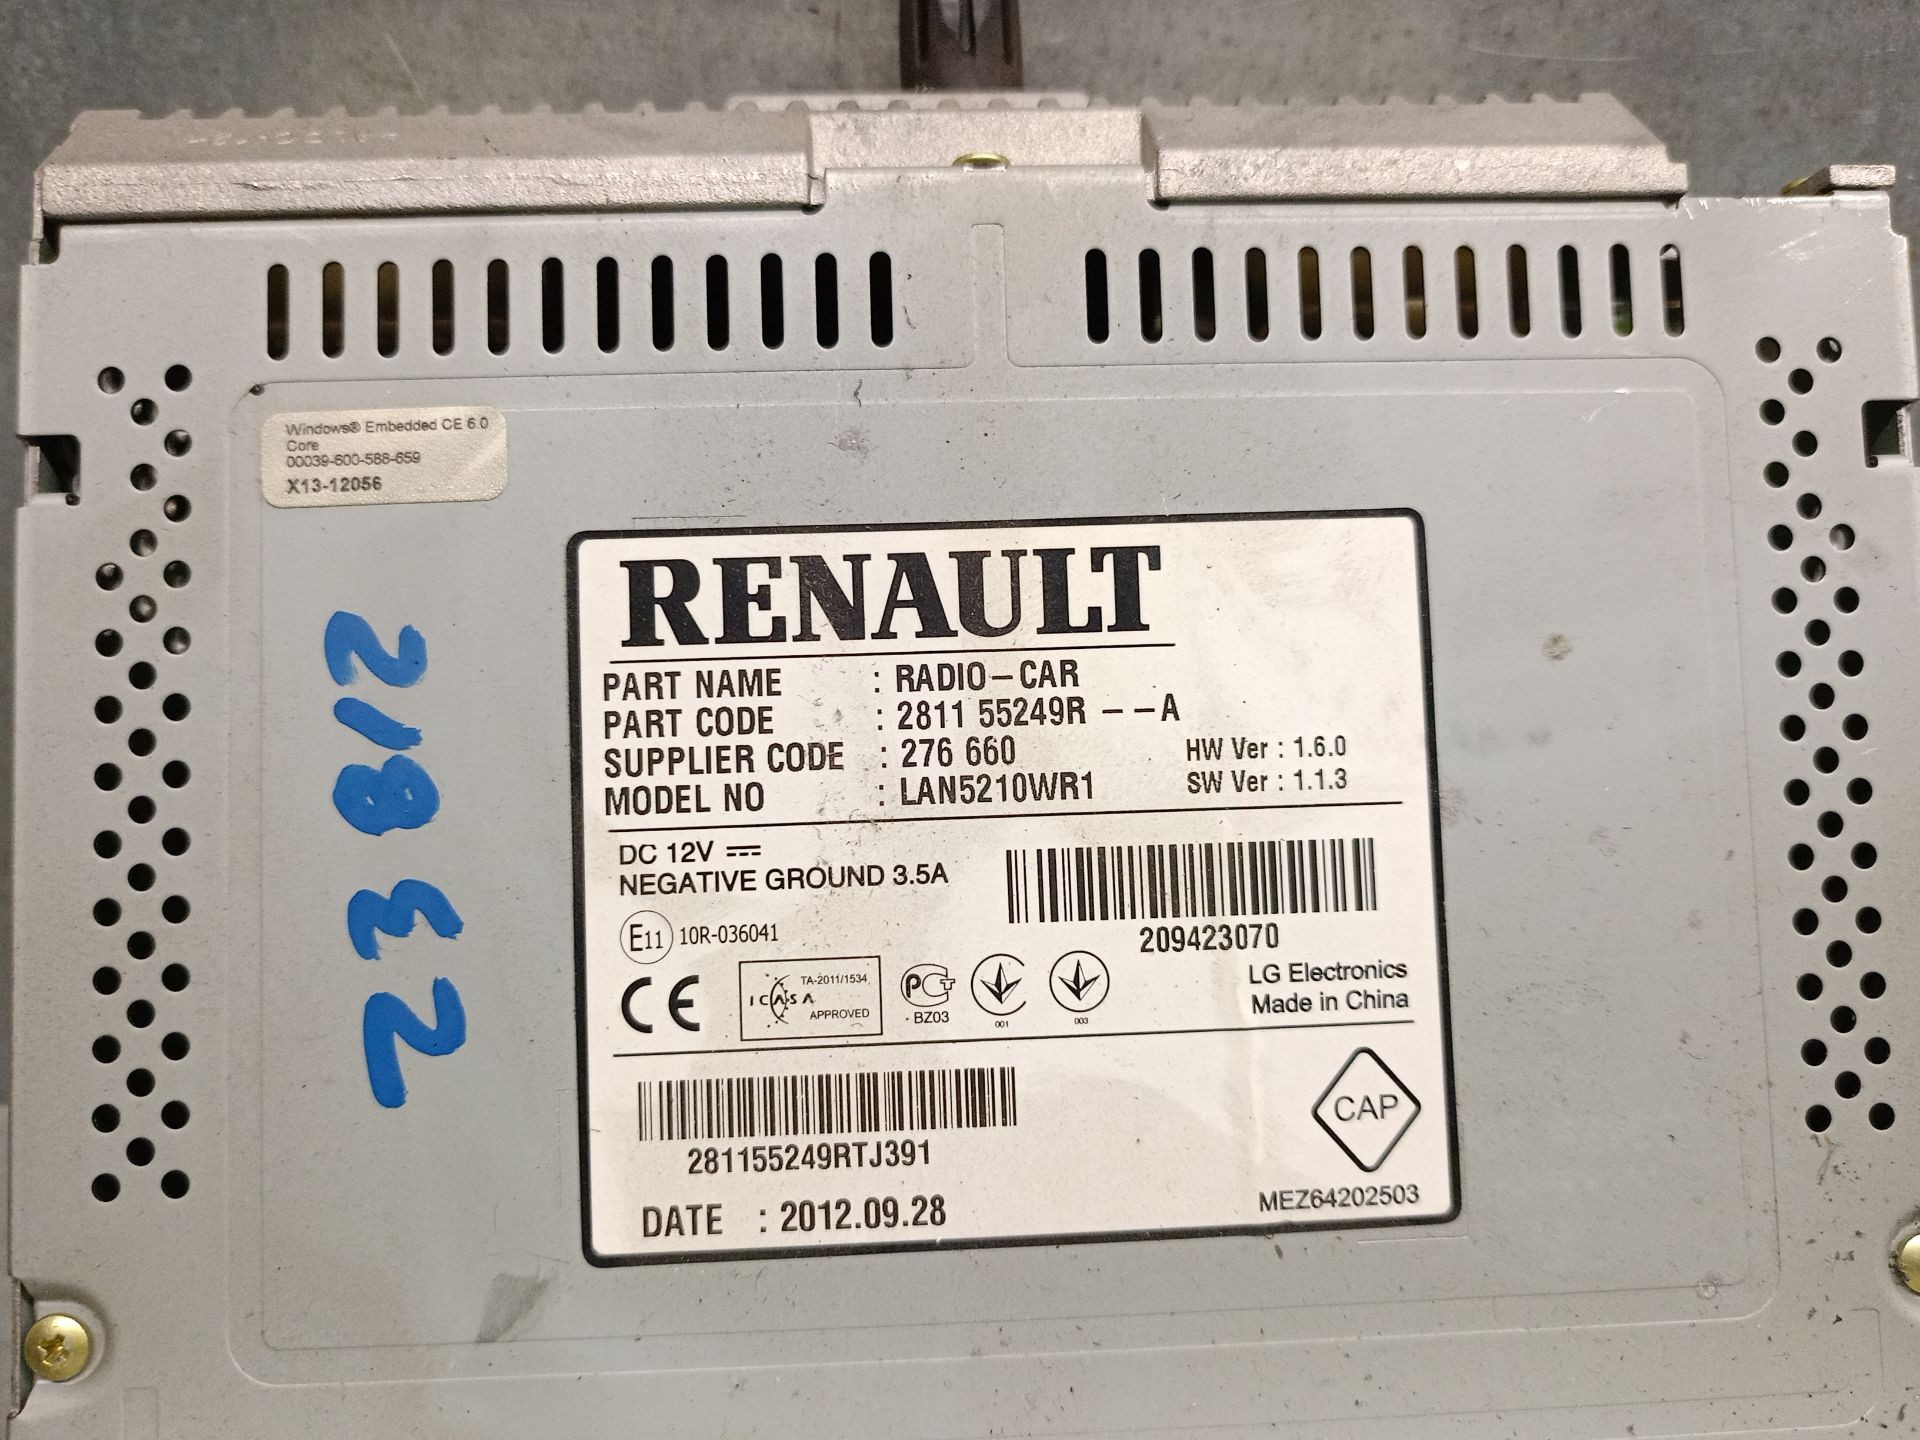 Windows® Embedded CE 6.0
Core
00039-600-588-659
X13-12056
RENAULT
PART NAME : RADIO-CAR
PART CODE : 2811 55249R --A
SUPPLIER CODE : 276 660 HW Ver : 1.6.0
MODEL NO : LAN5210WR1 SW Ver : 1.1.3
DC 12V
NEGATIVE GROUND 3.5A
E11 10R-036041
209423070
CE
TA-2011/1534
ICASA
APPROVED
PCT
BZ03
001
003
LG Electronics
Made in China
281155249RTJ391
CAP
DATE : 2012.09.28
MEZ64202503